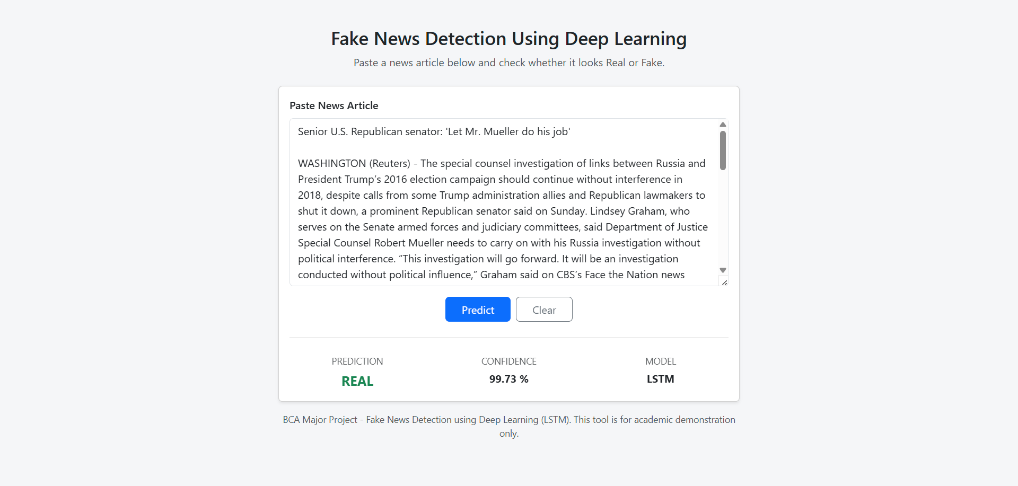 Fake News Detection Using Deep Learning
Paste a news article below and check whether it looks Real or Fake.
Paste News Article
Senior U.S. Republican senator: 'Let Mr. Mueller do his job'
WASHINGTON (Reuters) - The special counsel investigation of links between Russia and
President Trump's 2016 election campaign should continue without interference in
2018, despite calls from some Trump administration allies and Republican lawmakers to
shut it down, a prominent Republican senator said on Sunday. Lindsey Graham, who
serves on the Senate armed forces and judiciary committees, said Department of Justice
Special Counsel Robert Mueller needs to carry on with his Russia investigation without
political interference. “This investigation will go forward. It will be an investigation
conducted without political influence,” Graham said on CBS's Face the Nation news
Predict Clear
PREDICTION CONFIDENCE MODEL
REAL 99.73 % LSTM
BCA Major Project · Fake News Detection using Deep Learning (LSTM). This tool is for academic demonstration
only.